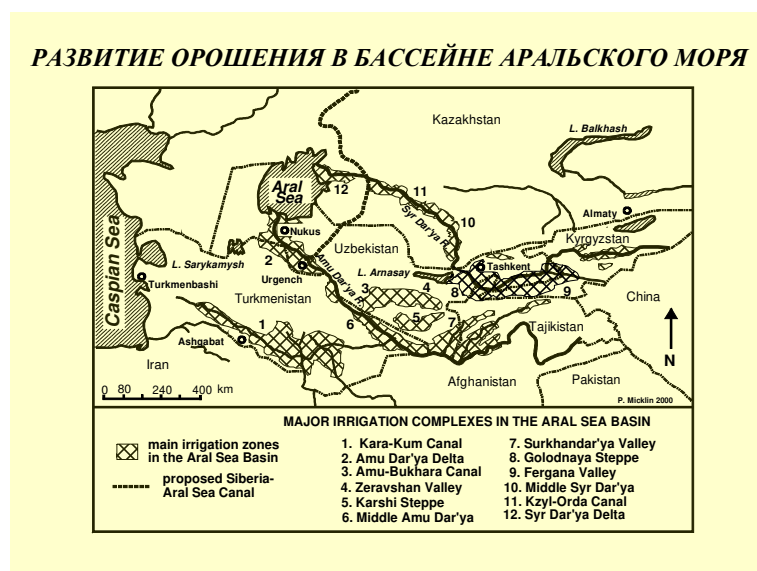 РАЗВИТИЕ ОРОШЕНИЯ В БАССЕЙНЕ АРАЛЬСКОГО МОРЯ
Kazakhstan
L. Balkhash
Aral
Sea
12
11
Syr Dar'ya R.
10
Almaty
Nukus
Kyrgyzstan
Caspian Sea
Uzbekistan
2
L. Sarykamysh
Amu Dar'ya R.
Tashkent
L. Arnasay
Urgench
Turkmenbashi
3
4
8
9
China
Turkmenistan
5
1
6
7
Tajikistan
Ashgabat
N
Iran
Afghanistan
Pakistan
0 80 240 400 km
P. Micklin 2000
MAJOR IRRIGATION COMPLEXES IN THE ARAL SEA BASIN
main irrigation zones
in the Aral Sea Basin
proposed Siberia-
Aral Sea Canal
1. Kara-Kum Canal
2. Amu Dar'ya Delta
3. Amu-Bukhara Canal
4. Zeravshan Valley
5. Karshi Steppe
6. Middle Amu Dar'ya
7. Surkhandar'ya Valley
8. Golodnaya Steppe
9. Fergana Valley
10. Middle Syr Dar'ya
11. Kzyl-Orda Canal
12. Syr Dar'ya Delta